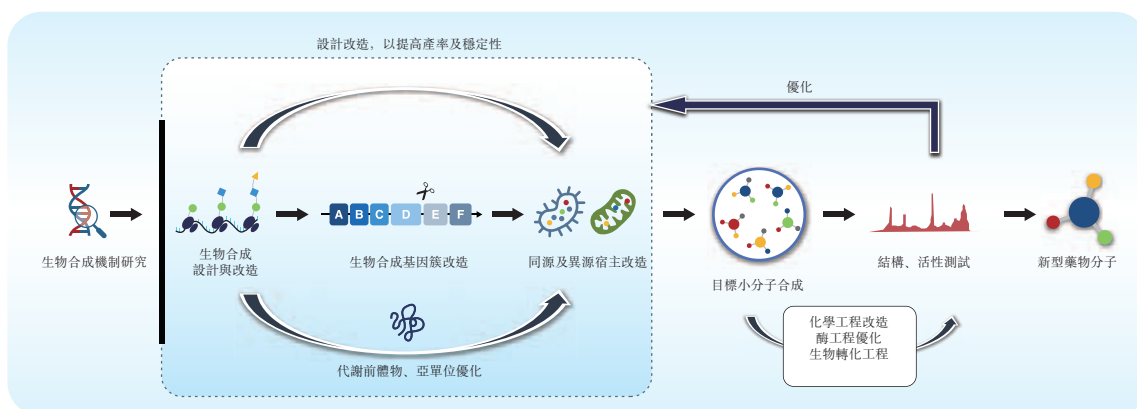 設計改造，以提高產率及穩定性
優化
A B C D E F
生物合成機制研究
生物合成
設計與改造
生物合成基因簇改造
同源及異源宿主改造
目標小分子合成
結構、活性測試
新型藥物分子
代謝前體物、亞單位優化
化學工程改造
酶工程優化
生物轉化工程